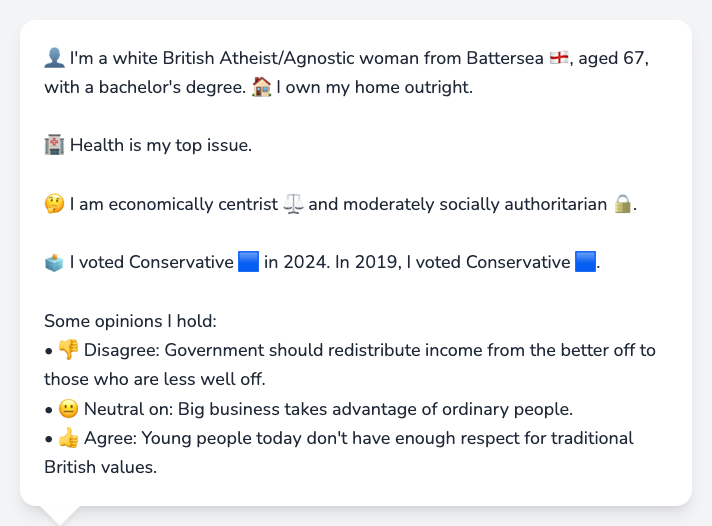 👤 I'm a white British Atheist/Agnostic woman from Battersea 🏴󠁧󠁢󠁥󠁮󠁧󠁿, aged 67,
with a bachelor's degree. 🏠 I own my home outright.
🏥 Health is my top issue.
🤔 I am economically centrist ⚖️ and moderately socially authoritarian 🔒.
🗳️ I voted Conservative 🟦 in 2024. In 2019, I voted Conservative 🟦.
Some opinions I hold:
• 👎 Disagree: Government should redistribute income from the better off to
those who are less well off.
• 😐 Neutral on: Big business takes advantage of ordinary people.
• 👍 Agree: Young people today don't have enough respect for traditional
British values.